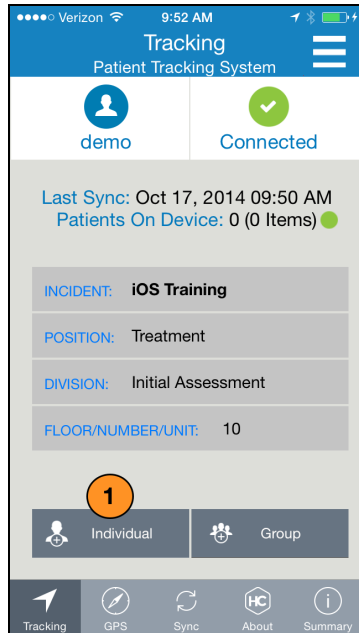 Verizon 9:52 AM
Tracking
Patient Tracking System
demo Connected
Last Sync: Oct 17, 2014 09:50 AM
Patients On Device: 0 (0 Items)
INCIDENT: iOS Training
POSITION: Treatment
DIVISION: Initial Assessment
FLOOR/NUMBER/UNIT: 10
1
Individual Group
HC
Tracking GPS Sync About Summary